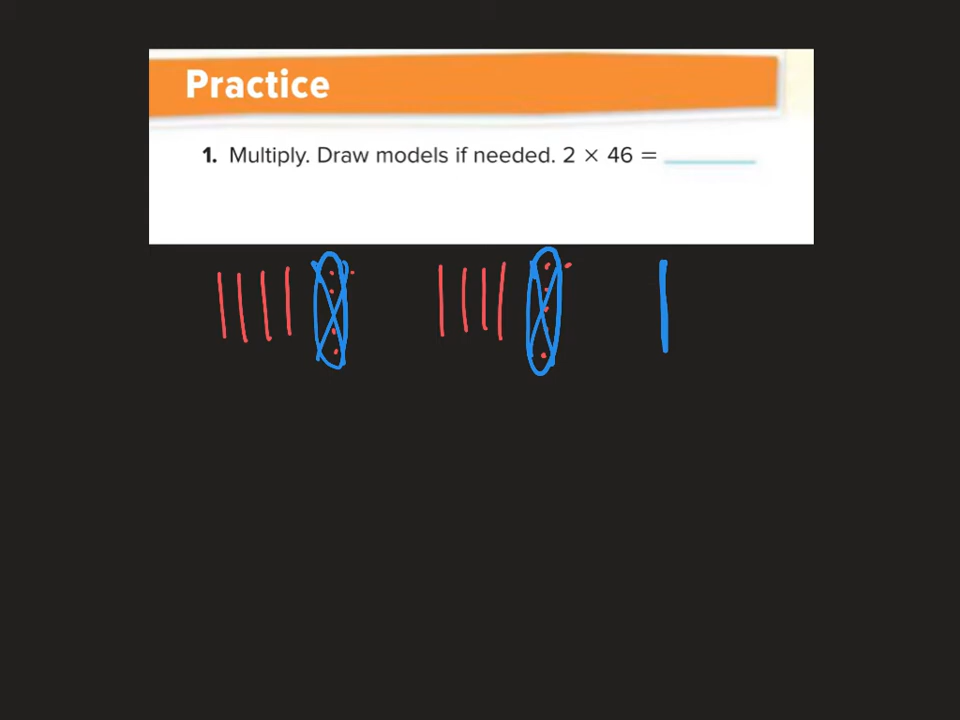 Practice
1. Multiply. Draw models if needed. 2 × 46 =